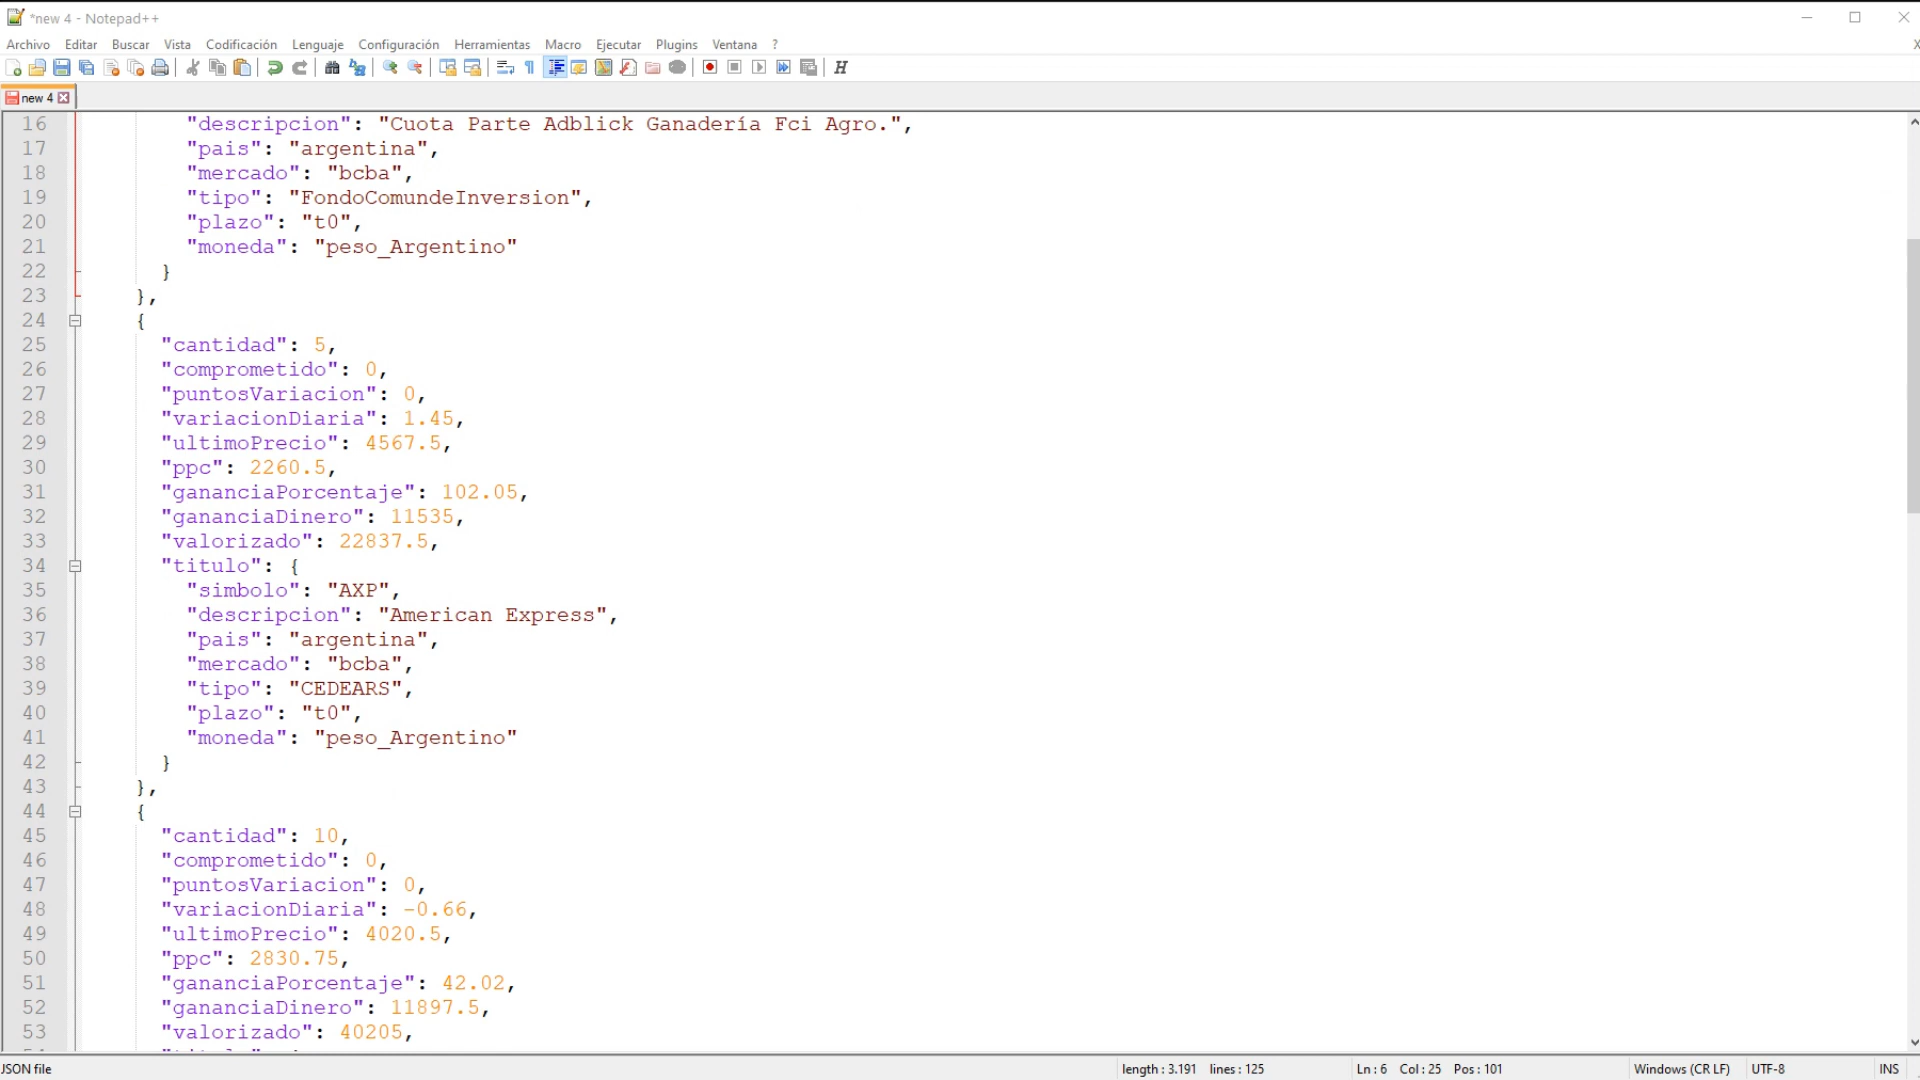 *new 4 - Notepad++
Archivo Editar Buscar Vista Codificación Lenguaje Configuración Herramientas Macro Ejecutar Plugins Ventana ?
new 4
16 "descripcion": "Cuota Parte Adblick Ganadería Fci Agro.",
17 "pais": "argentina",
18 "mercado": "bcba",
19 "tipo": "FondoComundeInversion",
20 "plazo": "t0",
21 "moneda": "peso_Argentino"
22 }
23 },
24 {
25 "cantidad": 5,
26 "comprometido": 0,
27 "puntosVariacion": 0,
28 "variacionDiaria": 1.45,
29 "ultimoPrecio": 4567.5,
30 "ppc": 2260.5,
31 "gananciaPorcentaje": 102.05,
32 "gananciaDinero": 11535,
33 "valorizado": 22837.5,
34 "titulo": {
35 "simbolo": "AXP",
36 "descripcion": "American Express",
37 "pais": "argentina",
38 "mercado": "bcba",
39 "tipo": "CEDEARS",
40 "plazo": "t0",
41 "moneda": "peso_Argentino"
42 }
43 },
44 {
45 "cantidad": 10,
46 "comprometido": 0,
47 "puntosVariacion": 0,
48 "variacionDiaria": -0.66,
49 "ultimoPrecio": 4020.5,
50 "ppc": 2830.75,
51 "gananciaPorcentaje": 42.02,
52 "gananciaDinero": 11897.5,
53 "valorizado": 40205,
JSON file length : 3.191 lines : 125 Ln : 6 Col : 25 Pos : 101 Windows (CR LF) UTF-8 INS